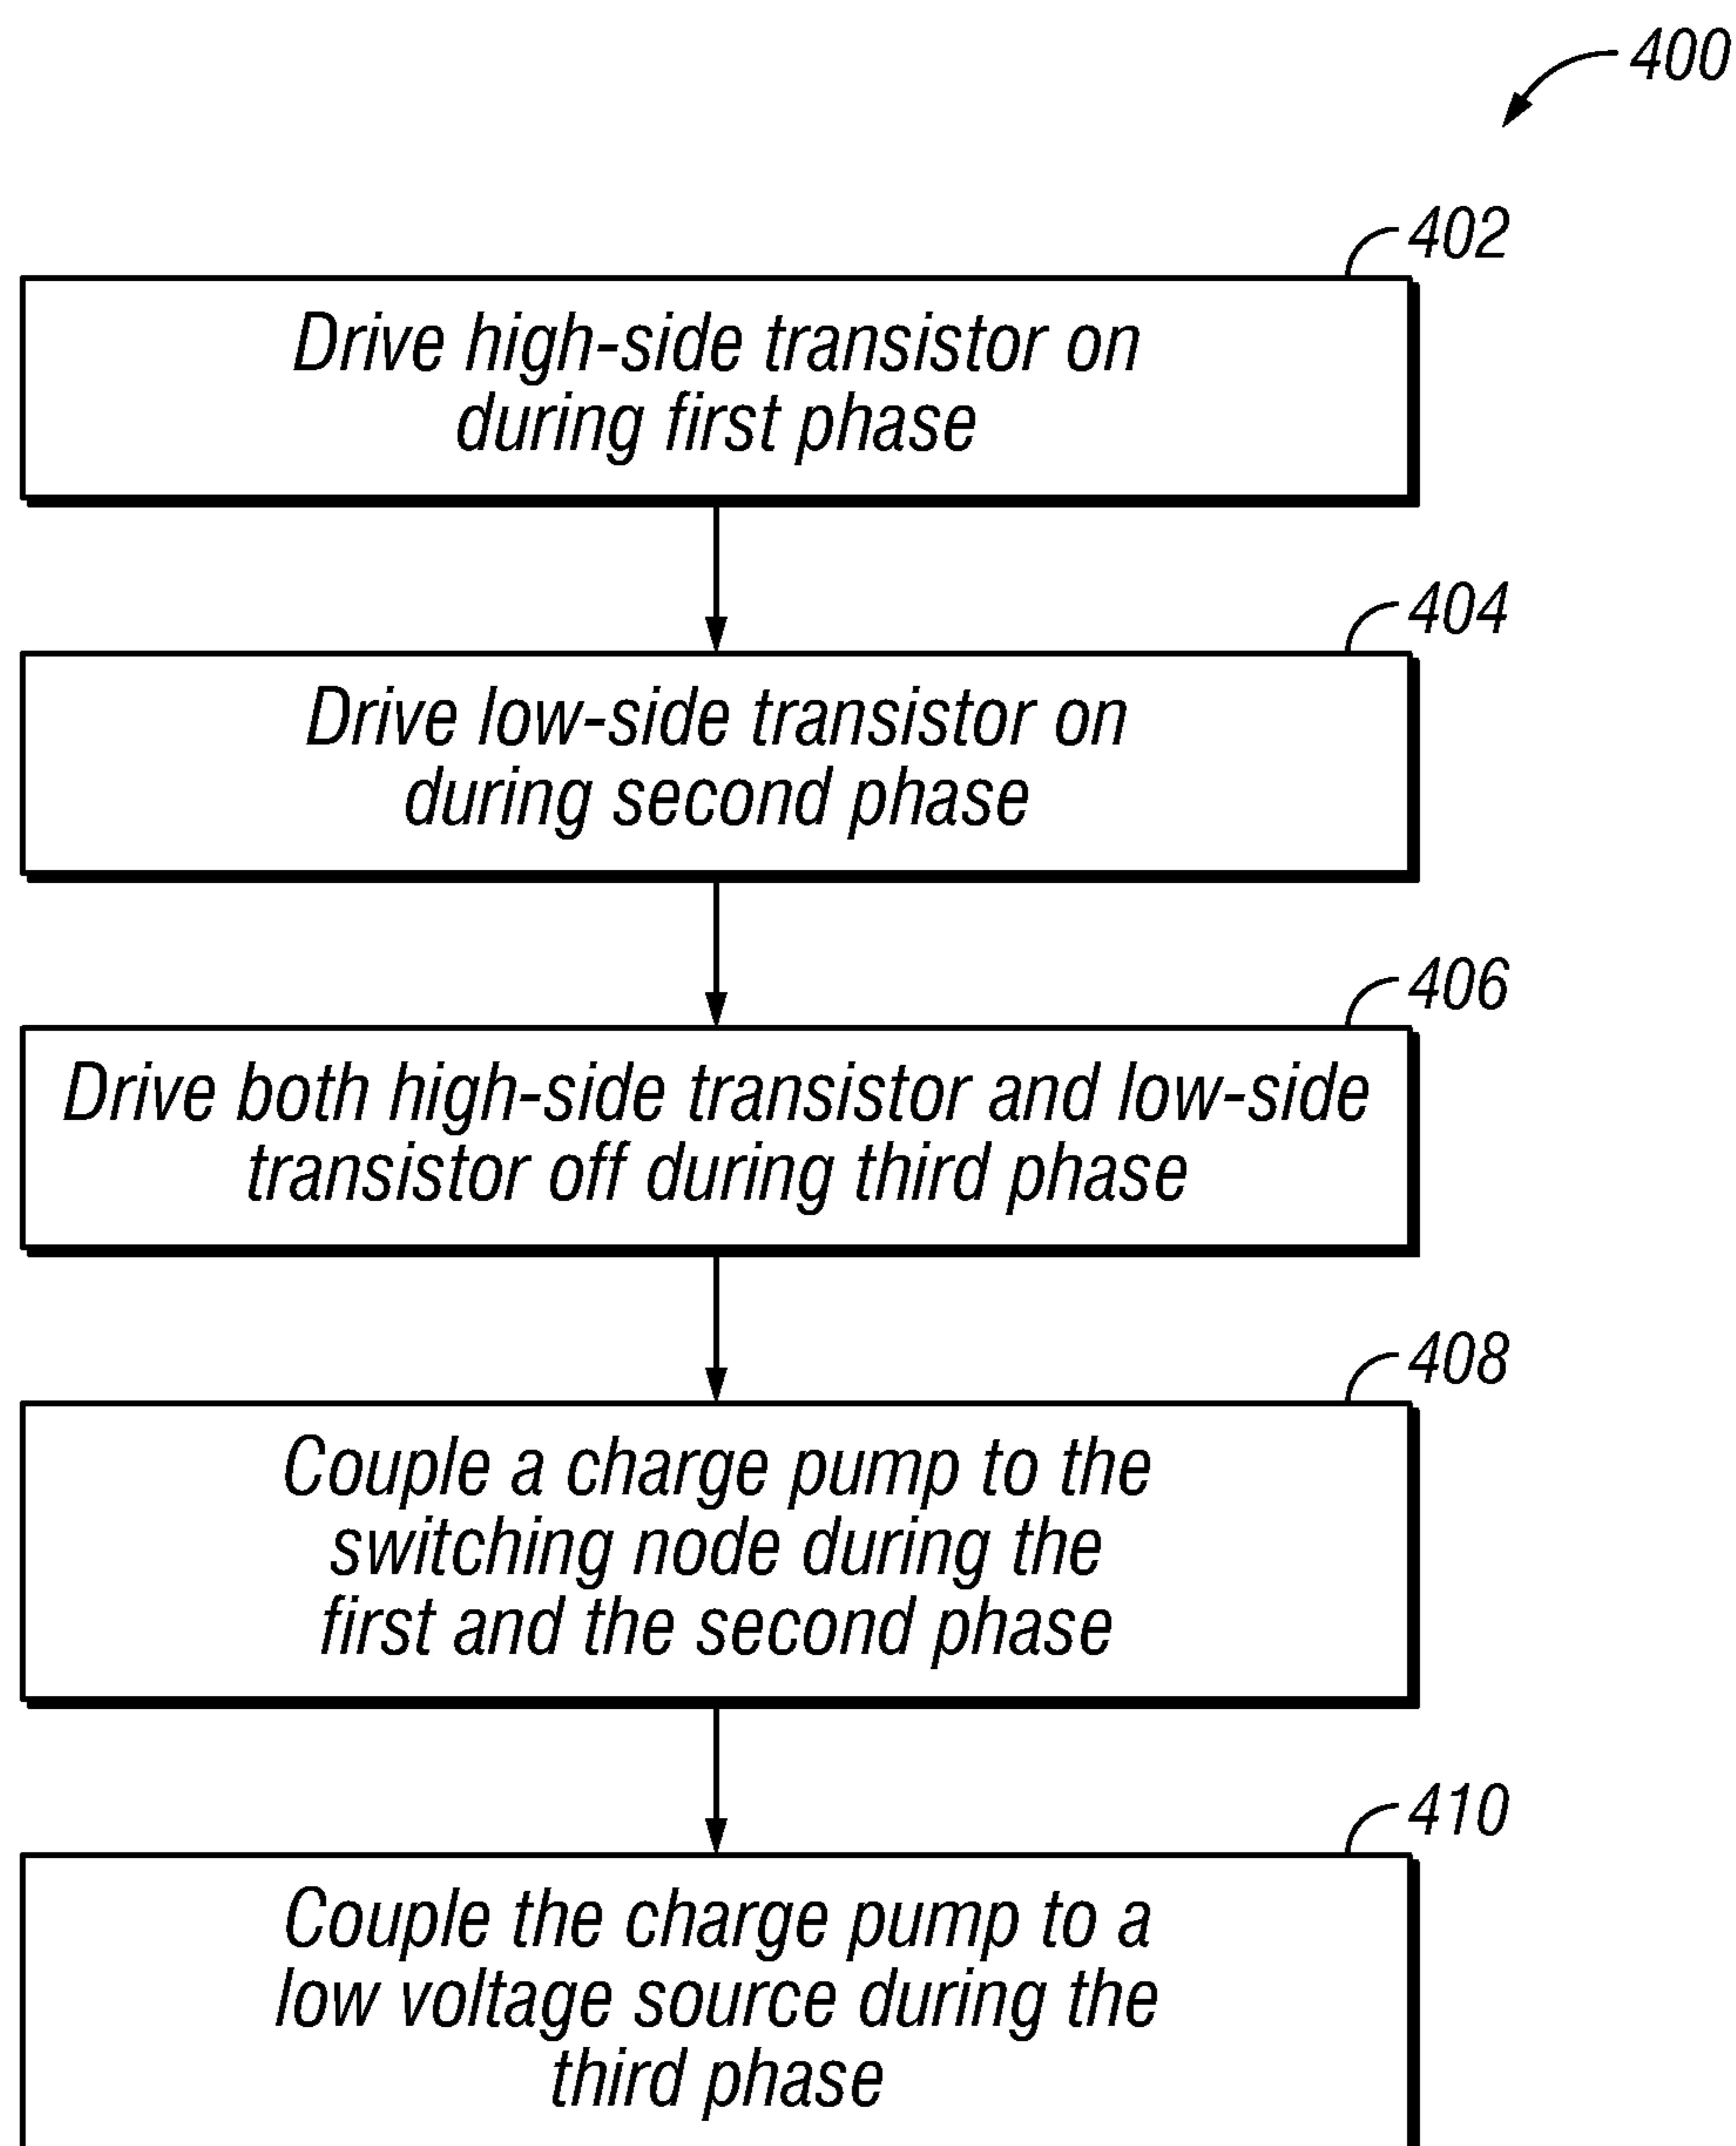 400
402
Drive high-side transistor on
during first phase
404
Drive low-side transistor on
during second phase
406
Drive both high-side transistor and low-side
transistor off during third phase
408
Couple a charge pump to the
switching node during the
first and the second phase
410
Couple the charge pump to a
low voltage source during the
third phase